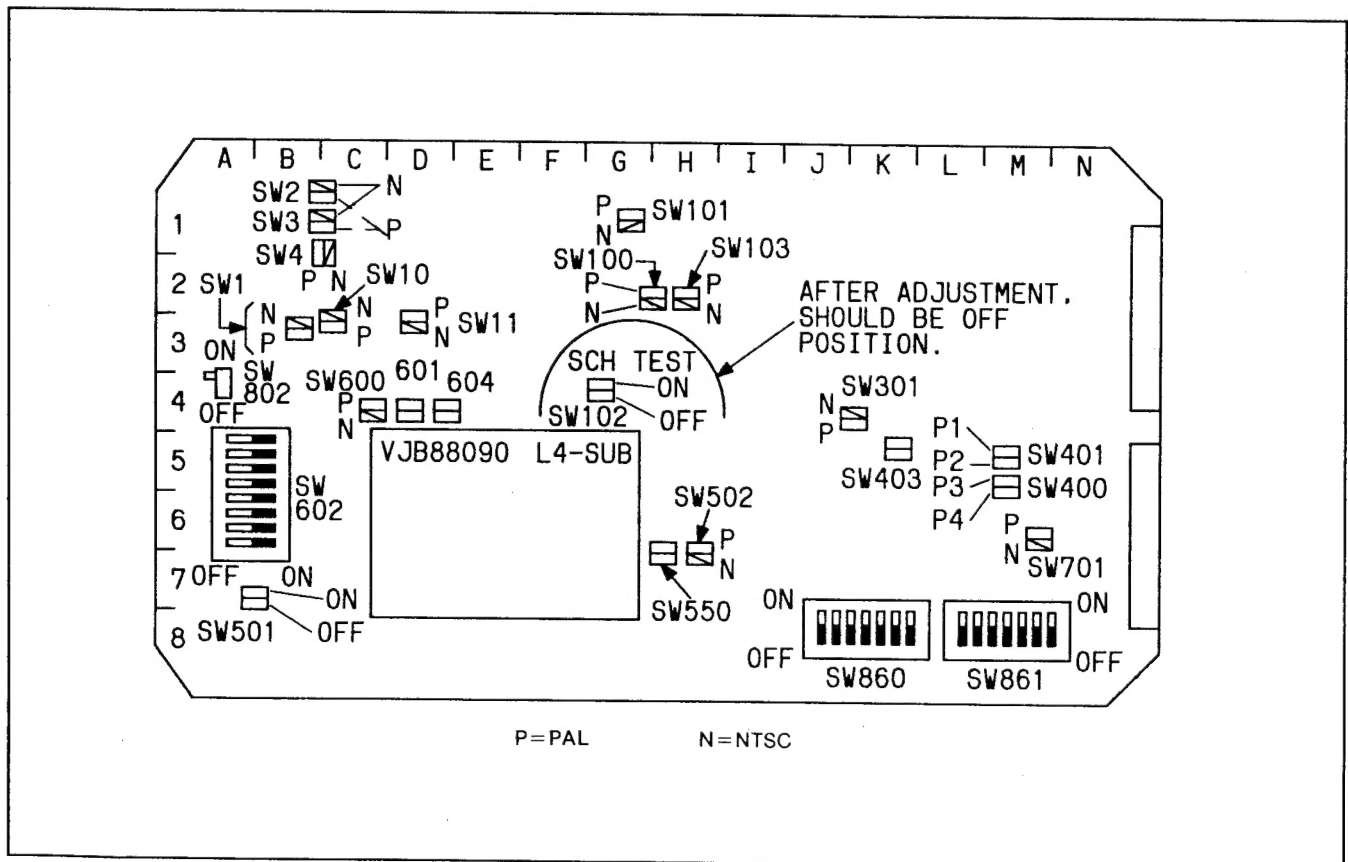 A B C D E F G H I J K L M N
1
2
3
4
5
6
7
8
SW2
N
SW3
P
SW4
P N
SW10
SW1
N
P
N
P
P
N
SW11
P
N
SW101
SW100
SW103
P
N
P
N
AFTER ADJUSTMENT.
SHOULD BE OFF
POSITION.
ON
SW
802
OFF
SW600
601
604
P
N
SCH TEST
ON
OFF
SW102
SW301
N
P
SW403
P1
P2
SW401
P3
SW400
P4
P
N
SW701
VJB88090 L4-SUB
SW
602
OFF ON
SW502
P
N
SW550
ON
OFF
SW501
ON
OFF
SW860
ON
OFF
SW861
P=PAL N=NTSC